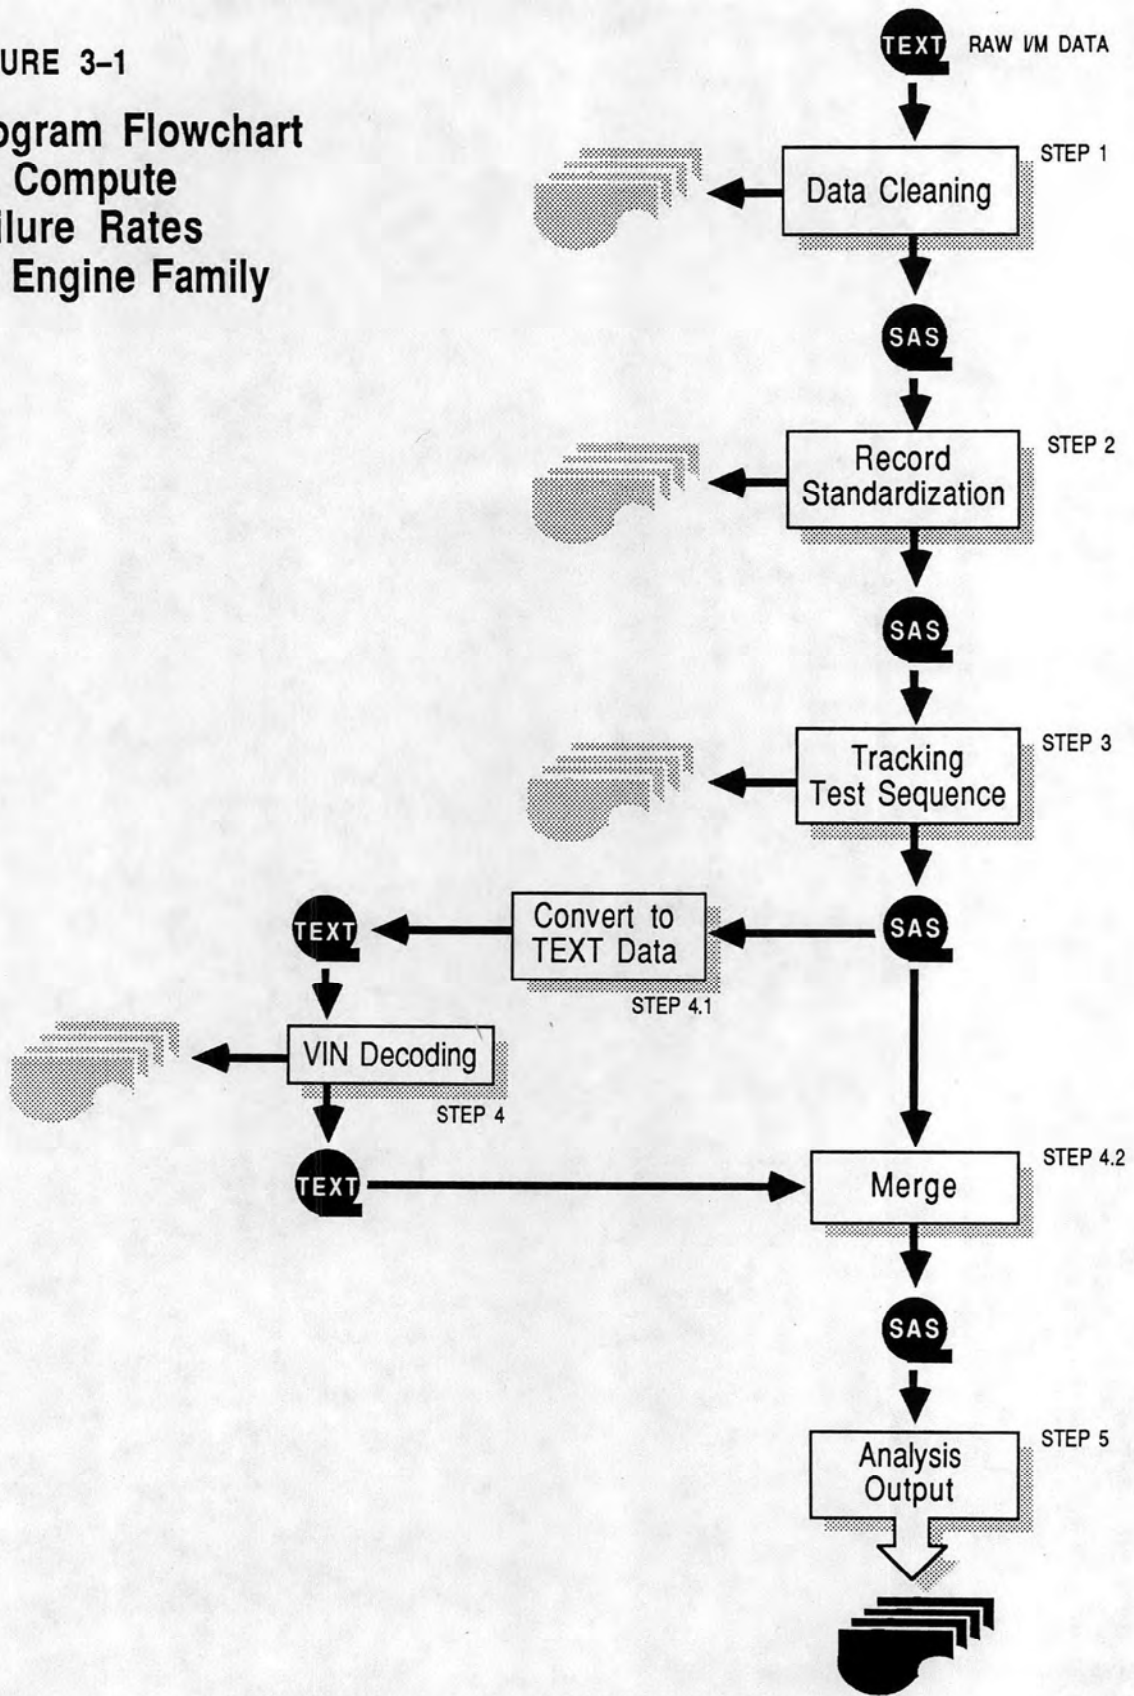 URE 3–1
ogram Flowchart
Compute
ilure Rates
Engine Family
TEXT RAW I/M DATA
STEP 1
Data Cleaning
SAS
STEP 2
Record
Standardization
SAS
STEP 3
Tracking
Test Sequence
SAS
Convert to
TEXT Data
STEP 4.1
TEXT
VIN Decoding
STEP 4
TEXT
STEP 4.2
Merge
SAS
STEP 5
Analysis
Output